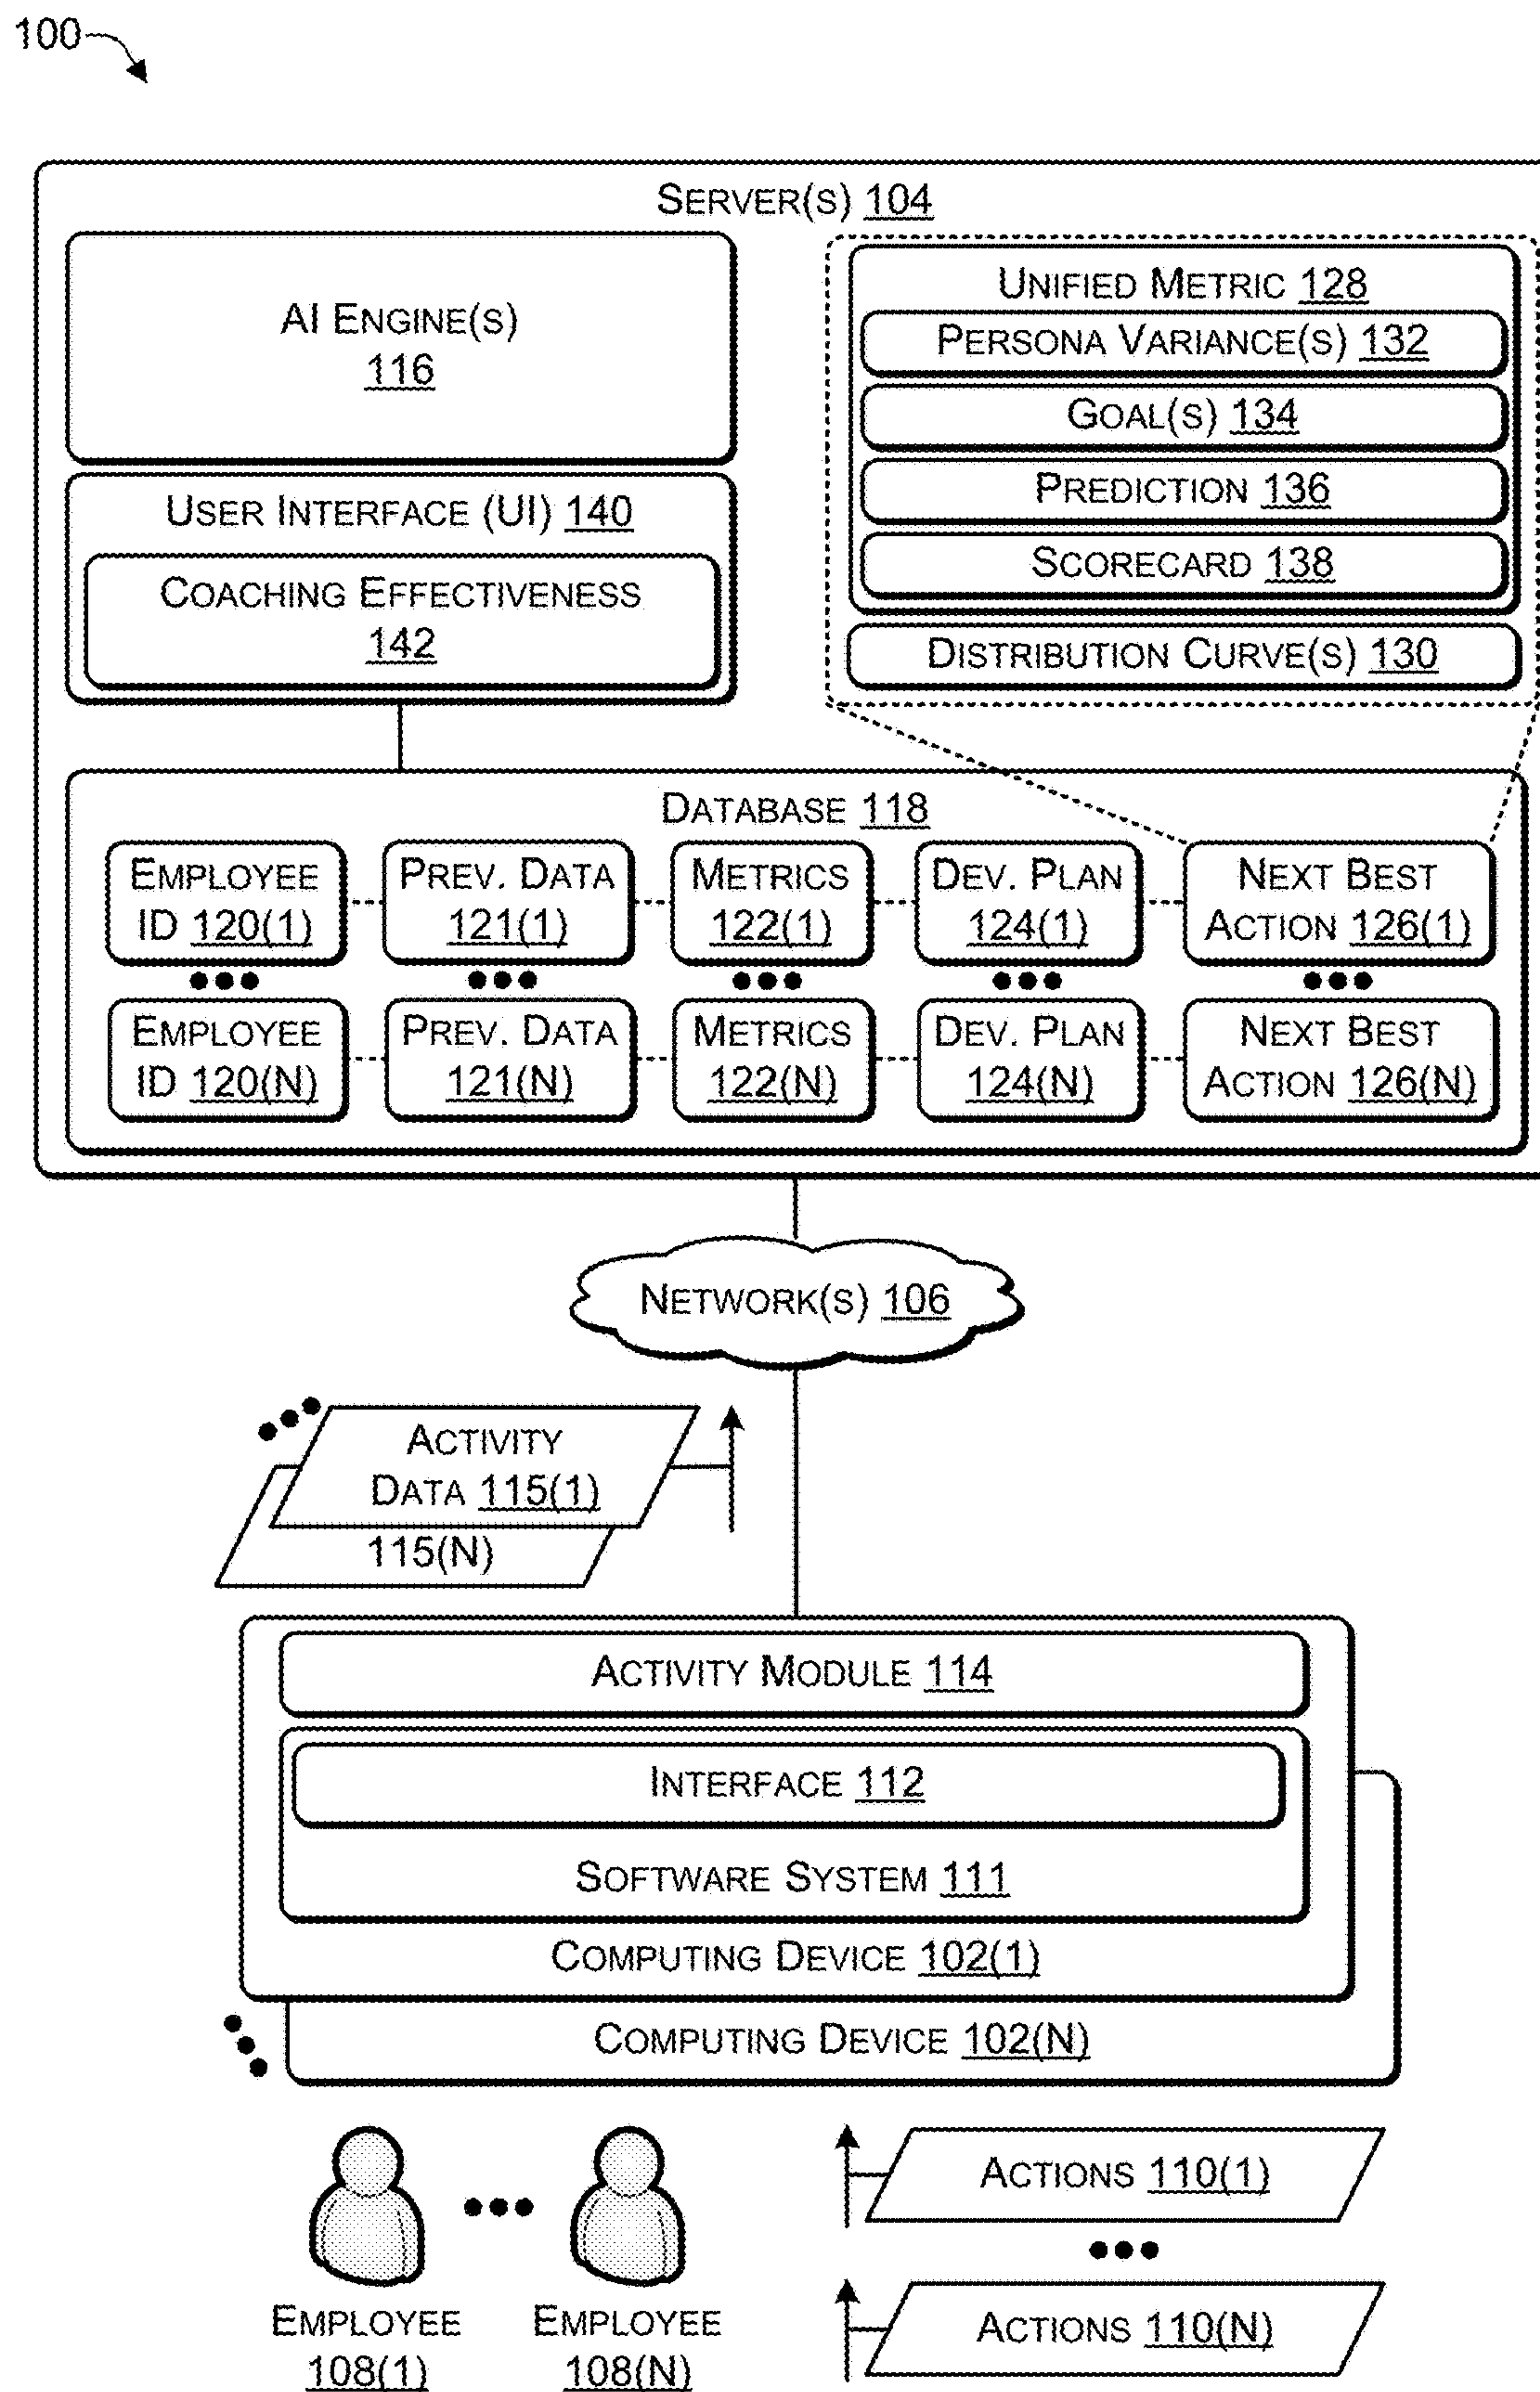 100
SERVER(S) 104
AI ENGINE(S)
116
USER INTERFACE (UI) 140
COACHING EFFECTIVENESS
142
UNIFIED METRIC 128
PERSONA VARIANCE(S) 132
GOAL(S) 134
PREDICTION 136
SCORECARD 138
DISTRIBUTION CURVE(S) 130
DATABASE 118
EMPLOYEE
ID 120(1)
PREV. DATA
121(1)
METRICS
122(1)
DEV. PLAN
124(1)
NEXT BEST
ACTION 126(1)
EMPLOYEE
ID 120(N)
PREV. DATA
121(N)
METRICS
122(N)
DEV. PLAN
124(N)
NEXT BEST
ACTION 126(N)
NETWORK(S) 106
ACTIVITY
DATA 115(1)
115(N)
ACTIVITY MODULE 114
INTERFACE 112
SOFTWARE SYSTEM 111
COMPUTING DEVICE 102(1)
COMPUTING DEVICE 102(N)
EMPLOYEE
108(1)
EMPLOYEE
108(N)
ACTIONS 110(1)
ACTIONS 110(N)